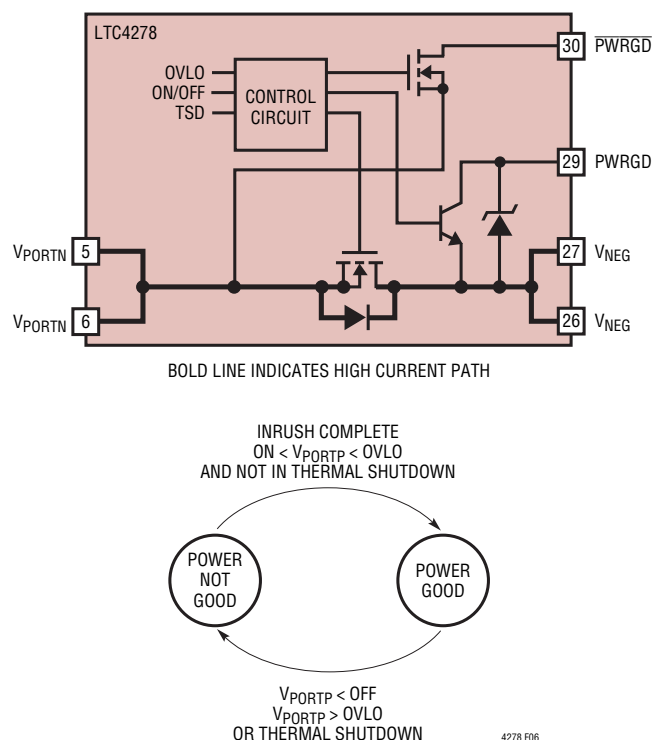 LTC4278
OVLO
ON/OFF
TSD
CONTROL
CIRCUIT
30 PWRGD
29 PWRGD
VPORTN 5
27 VNEG
VPORTN 6
26 VNEG
BOLD LINE INDICATES HIGH CURRENT PATH
INRUSH COMPLETE
ON < VPORTP < OVLO
AND NOT IN THERMAL SHUTDOWN
POWER
NOT
GOOD
POWER
GOOD
VPORTP < OFF
VPORTP > OVLO
OR THERMAL SHUTDOWN
4278 F06